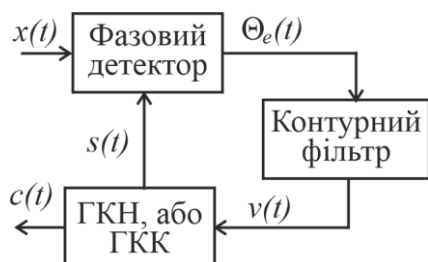 x(t)
Фазовий
детектор
Θe(t)
s(t)
Контурний
фільтр
c(t)
ГКН, або
ГКК
v(t)